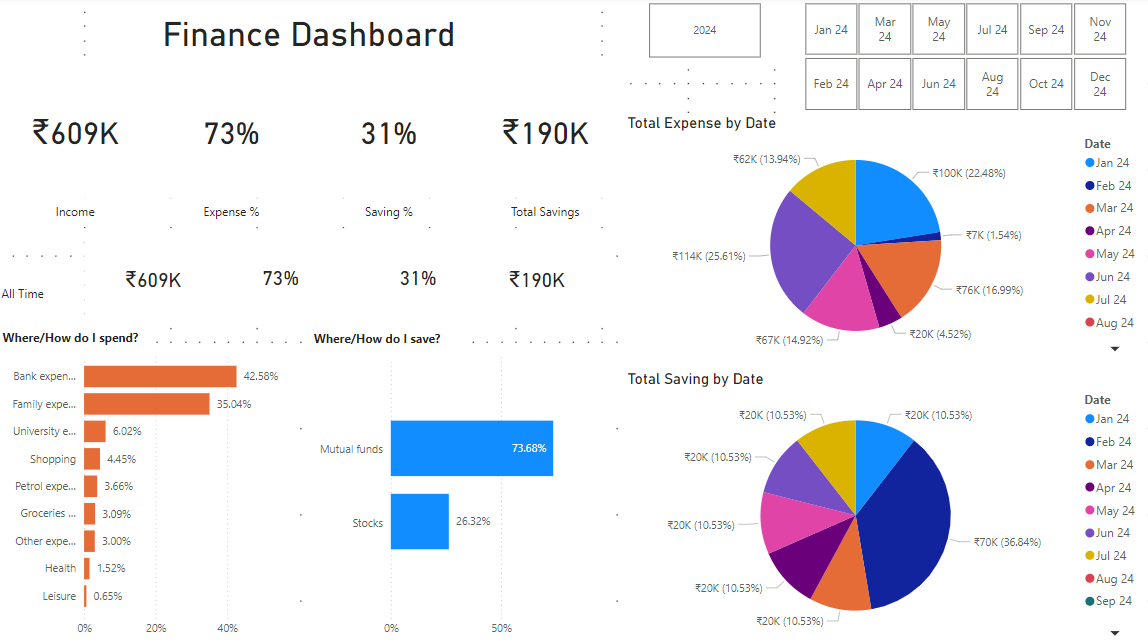 Finance Dashboard
2024
Jan 24
Mar 24
May 24
Jul 24
Sep 24
Nov 24
Feb 24
Apr 24
Jun 24
Aug 24
Oct 24
Dec 24
₹609K
73%
31%
₹190K
Income
Expense %
Saving %
Total Savings
All Time
₹609K
73%
31%
₹190K
Where/How do I spend?
Bank expen... 42.58%
Family expe... 35.04%
University e... 6.02%
Shopping 4.45%
Petrol expe... 3.66%
Groceries ... 3.09%
Other expe... 3.00%
Health 1.52%
Leisure 0.65%
0% 20% 40%
Where/How do I save?
Mutual funds 73.68%
Stocks 26.32%
0% 50%
Total Expense by Date
₹62K (13.94%)
₹100K (22.48%)
₹7K (1.54%)
₹114K (25.61%)
₹76K (16.99%)
₹20K (4.52%)
₹67K (14.92%)
Date
Jan 24
Feb 24
Mar 24
Apr 24
May 24
Jun 24
Jul 24
Aug 24
Total Saving by Date
₹20K (10.53%)
₹20K (10.53%)
₹20K (10.53%)
₹20K (10.53%)
₹70K (36.84%)
₹20K (10.53%)
₹20K (10.53%)
Date
Jan 24
Feb 24
Mar 24
Apr 24
May 24
Jun 24
Jul 24
Aug 24
Sep 24